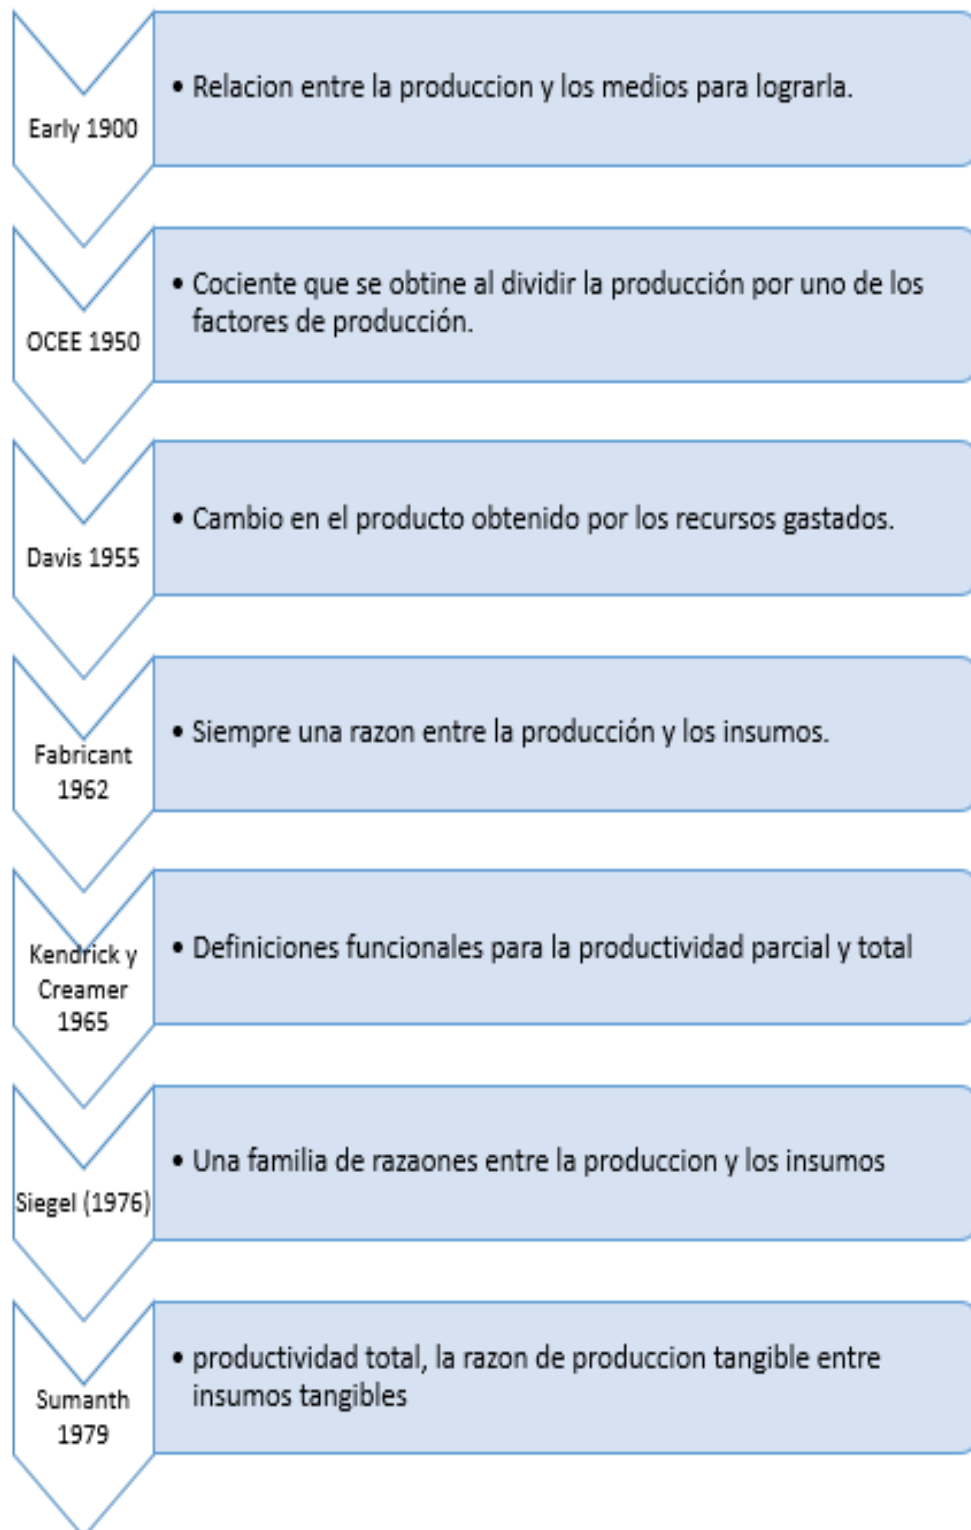 Early 1900
• Relacion entre la produccion y los medios para lograrla.
OCEE 1950
• Cociente que se obtine al dividir la producción por uno de los
factores de producción.
Davis 1955
• Cambio en el producto obtenido por los recursos gastados.
Fabricant
1962
• Siempre una razon entre la producción y los insumos.
Kendrick y
Creamer
1965
• Definiciones funcionales para la productividad parcial y total
Siegel (1976)
• Una familia de razaones entre la produccion y los insumos
Sumanth
1979
• productividad total, la razon de produccion tangible entre
insumos tangibles